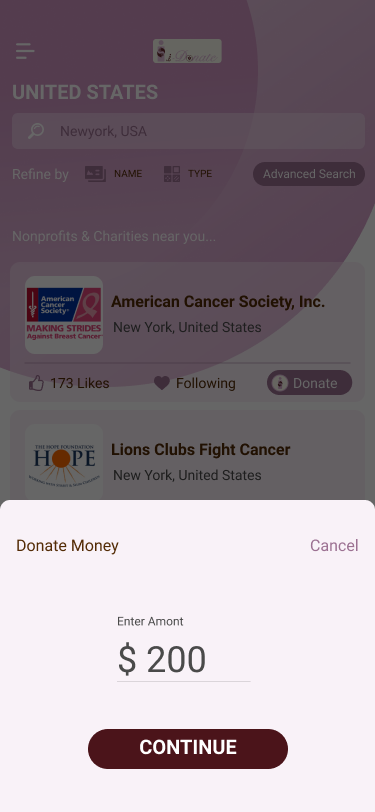 i Donate
UNITED STATES
Newyork, USA
Refine by NAME TYPE Advanced Search
Nonprofits & Charities near you...
American Cancer Society, Inc.
New York, United States
American Cancer Society®
MAKING STRIDES
Against Breast Cancer
173 Likes Following Donate
Lions Clubs Fight Cancer
New York, United States
THE HOPE FOUNDATION
HOPE
Donate Money Cancel
Enter Amont
$ 200
CONTINUE